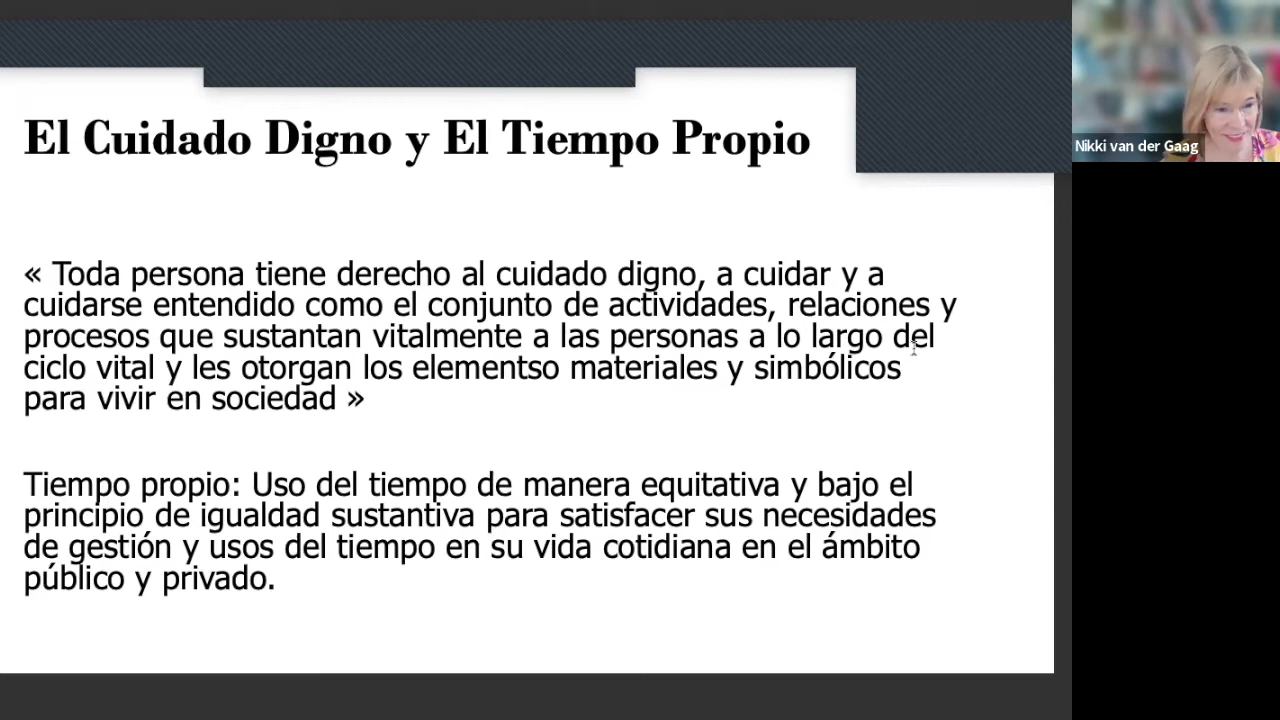 El Cuidado Digno y El Tiempo Propio
« Toda persona tiene derecho al cuidado digno, a cuidar y a
cuidarse entendido como el conjunto de actividades, relaciones y
procesos que sustantan vitalmente a las personas a lo largo del
ciclo vital y les otorgan los elementso materiales y simbólicos
para vivir en sociedad »
Tiempo propio: Uso del tiempo de manera equitativa y bajo el
principio de igualdad sustantiva para satisfacer sus necesidades
de gestión y usos del tiempo en su vida cotidiana en el ámbito
público y privado.
Nikki van der Gaag